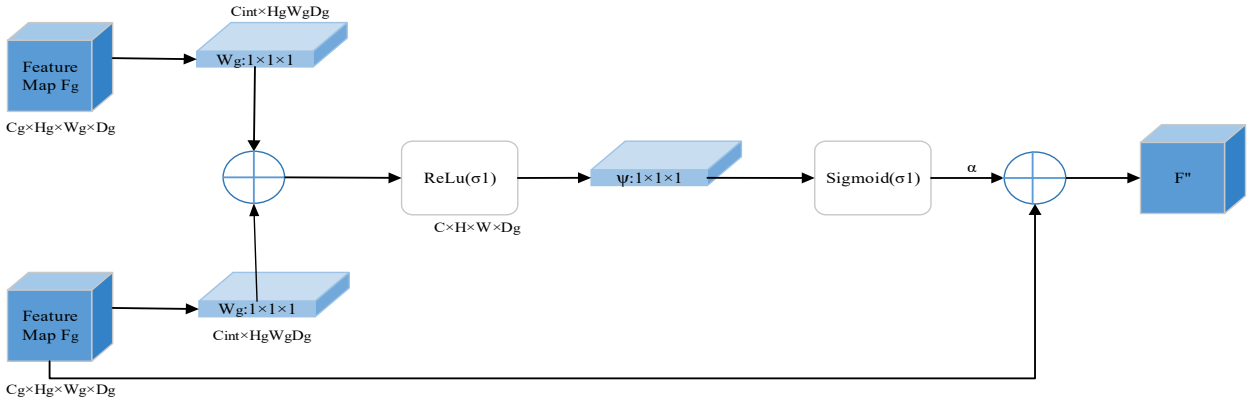 Cint×HgWgDg
Feature
Map Fg
Wg:1×1×1
Cg×Hg×Wg×Dg
ReLu(σ1)
ψ:1×1×1
Sigmoid(σ1)
α
F"
C×H×W×Dg
Feature
Map Fg
Wg:1×1×1
Cint×HgWgDg
Cg×Hg×Wg×Dg